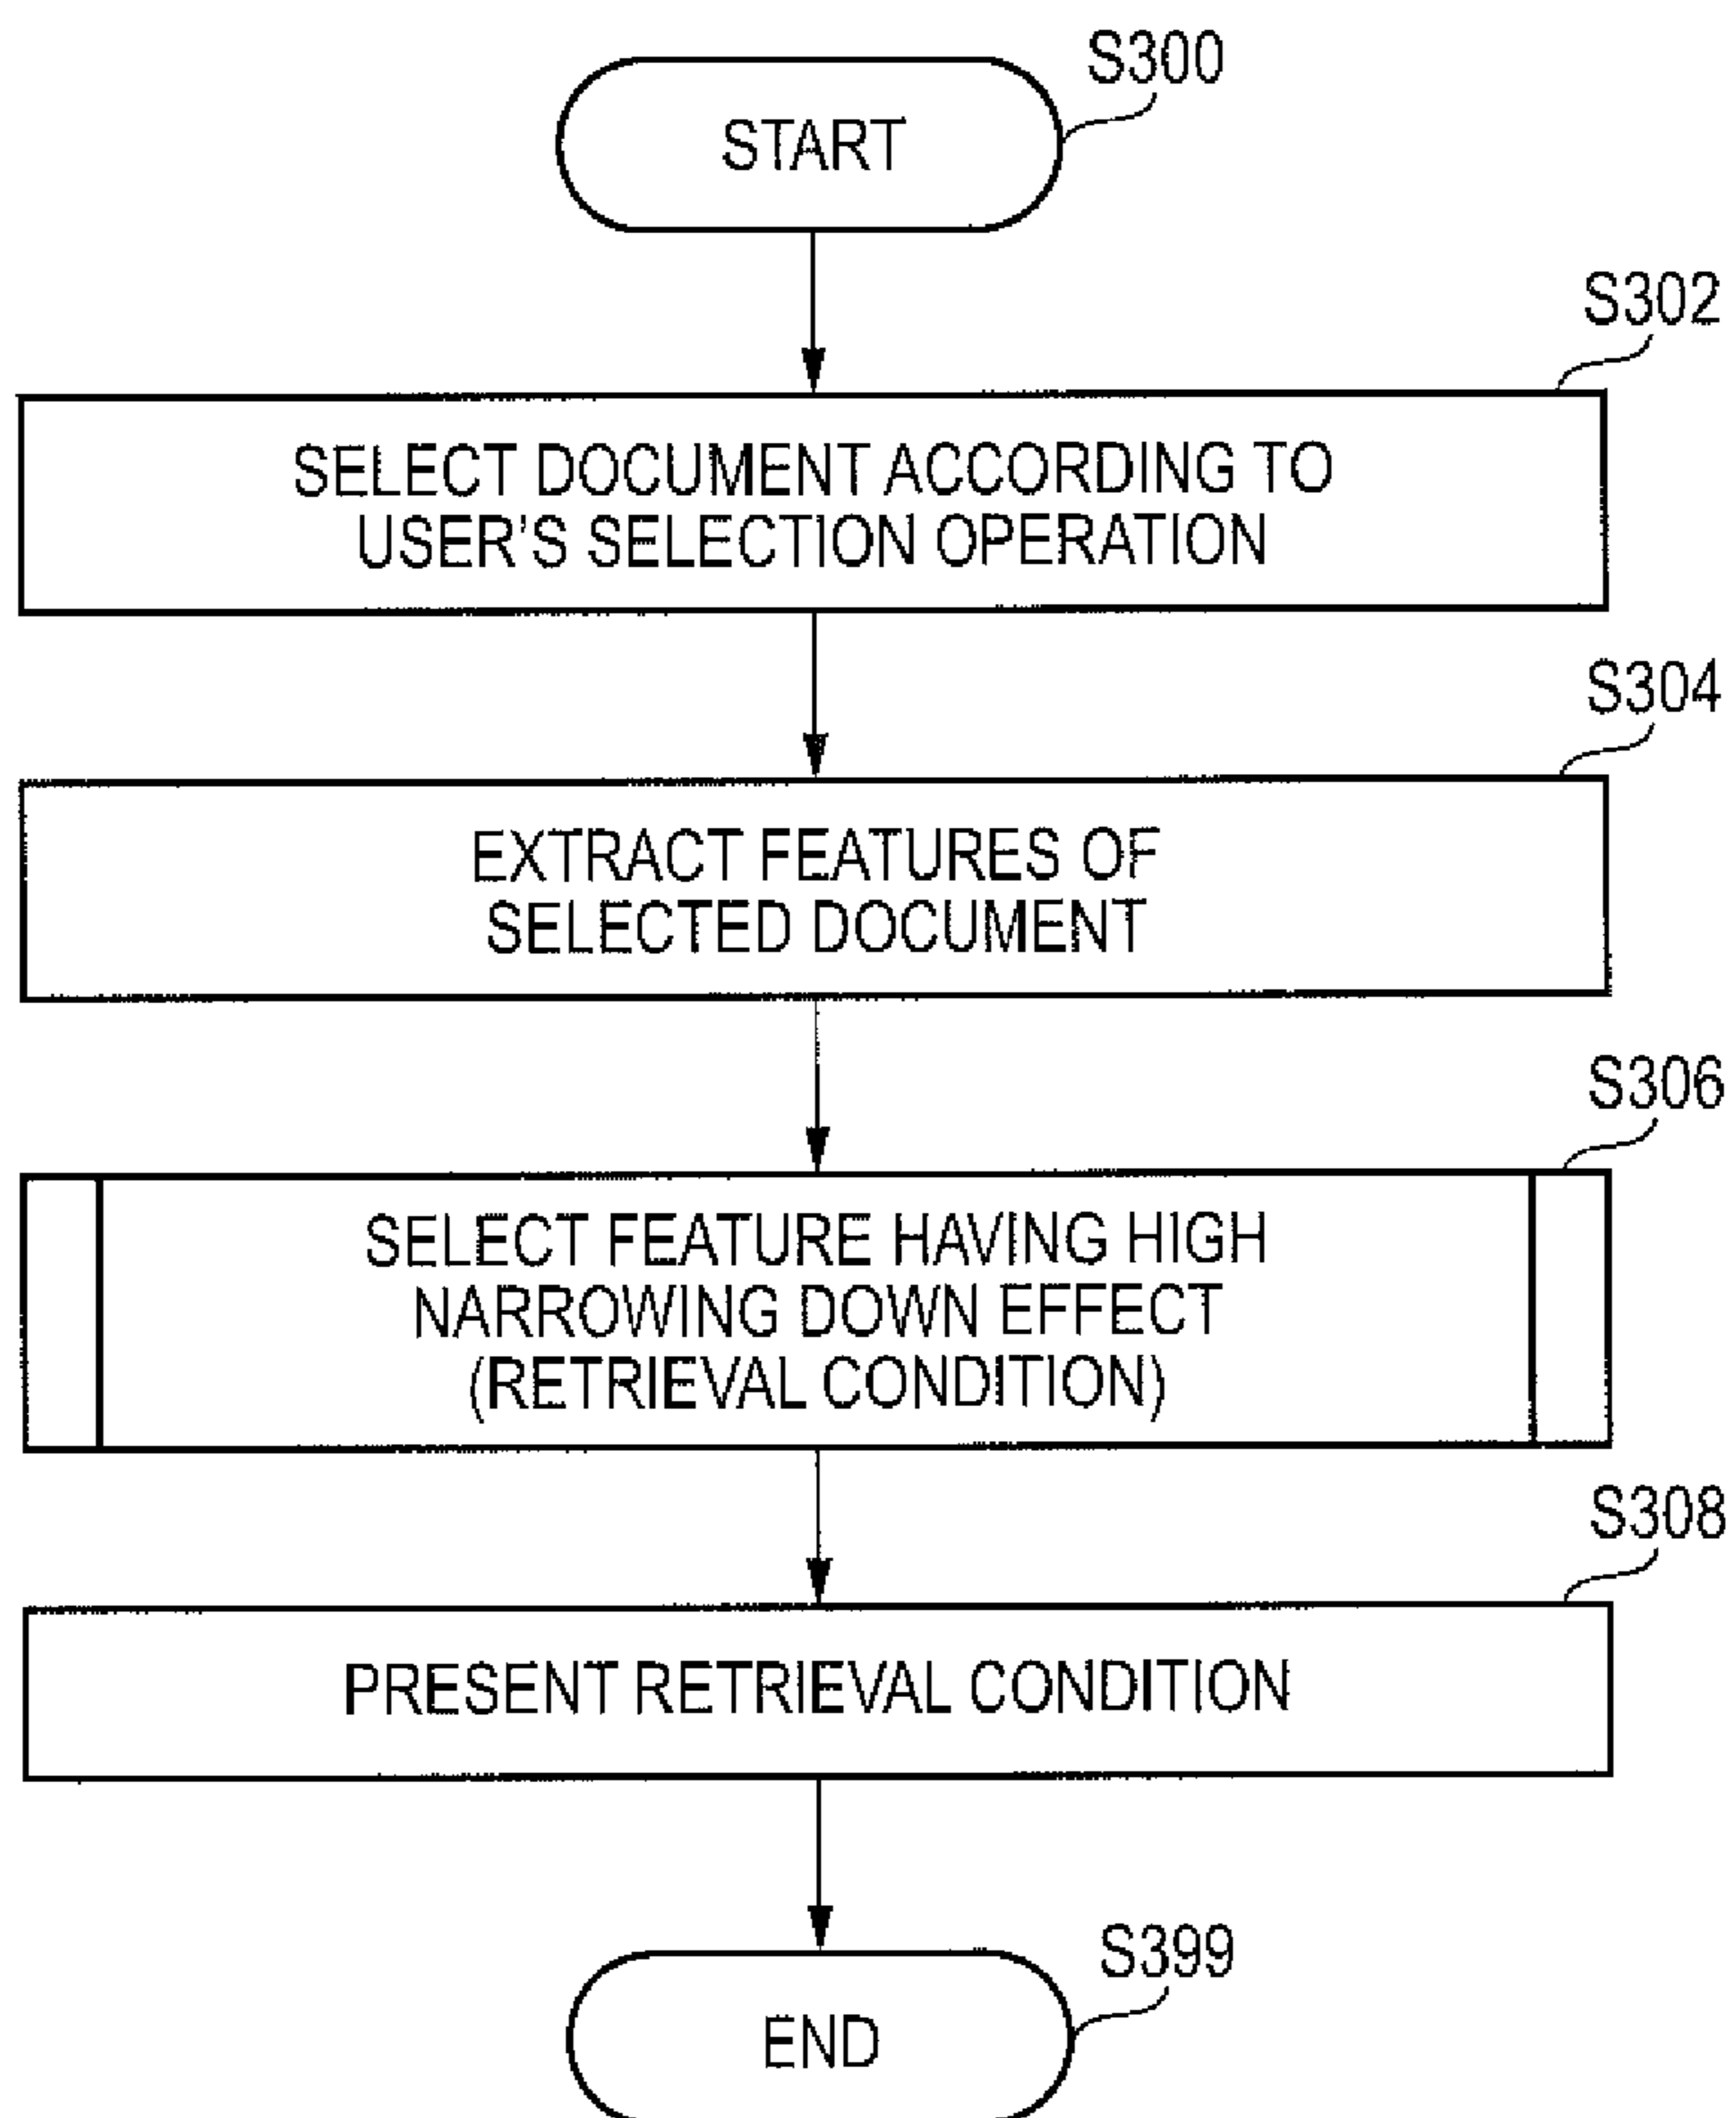 S300
START
S302
SELECT DOCUMENT ACCORDING TO
USER'S SELECTION OPERATION
S304
EXTRACT FEATURES OF
SELECTED DOCUMENT
S306
SELECT FEATURE HAVING HIGH
NARROWING DOWN EFFECT
(RETRIEVAL CONDITION)
S308
PRESENT RETRIEVAL CONDITION
S399
END